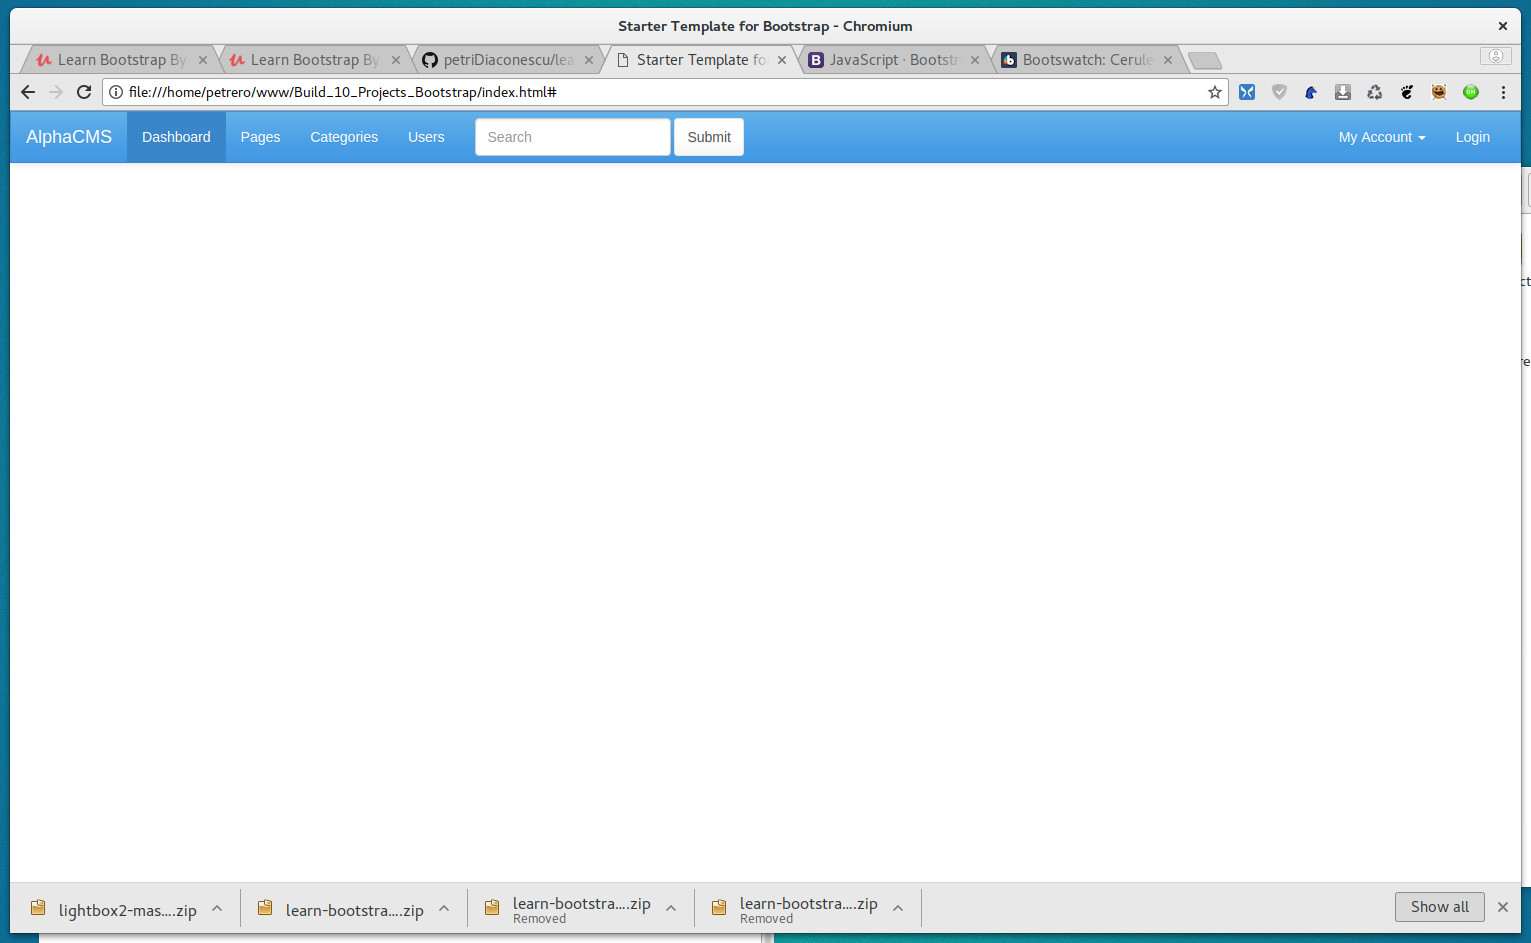 Starter Template for Bootstrap - Chromium
Learn Bootstrap By
Learn Bootstrap By
petriDiaconescu/lea
Starter Template fo
JavaScript · Bootstr
Bootswatch: Cerule
file:///home/petrero/www/Build_10_Projects_Bootstrap/index.html#
AlphaCMS Dashboard Pages Categories Users Search Submit My Account Login
ct
re
lightbox2-mas....zip
learn-bootstra....zip
learn-bootstra....zip
Removed
learn-bootstra....zip
Removed
Show all